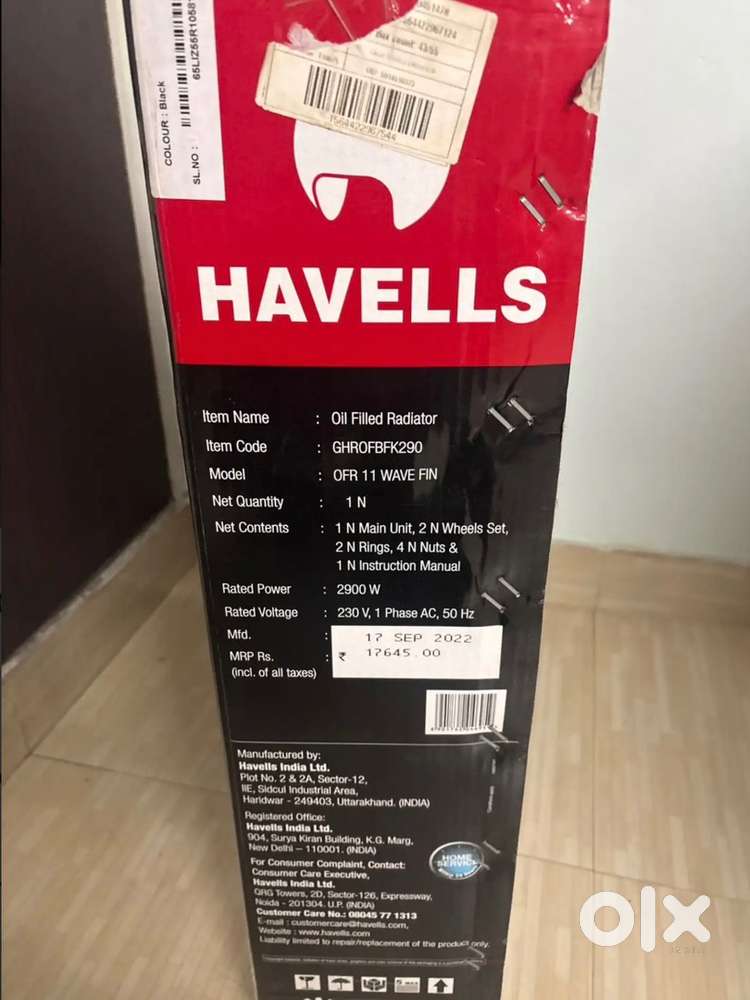 COLOUR : Black
SL.NO :
Box count: 43/55
HAVELLS
Item Name : Oil Filled Radiator
Item Code : GHROFBFK290
Model : OFR 11 WAVE FIN
Net Quantity : 1 N
Net Contents : 1 N Main Unit, 2 N Wheels Set,
2 N Rings, 4 N Nuts &
1 N Instruction Manual
Rated Power : 2900 W
Rated Voltage : 230 V, 1 Phase AC, 50 Hz
Mfd. : 17 SEP 2022
MRP Rs. : ₹ 17645.00
(incl. of all taxes)
Manufactured by:
Havells India Ltd.
Plot No. 2 & 2A, Sector-12,
IIE, Sidcul Industrial Area,
Haridwar - 249403, Uttarakhand. (INDIA)
Registered Office:
Havells India Ltd.
904, Surya Kiran Building, K.G. Marg,
New Delhi – 110001. (INDIA)
For Consumer Complaint, Contact:
Consumer Care Executive,
Havells India Ltd.
QRG Towers, 2D, Sector-126, Expressway,
Noida - 201304. U.P. (INDIA)
Customer Care No.: 08045 77 1313
E-mail : customercare@havells.com,
Website : www.havells.com
Liability limited to repair/replacement of the product only.
HOME
SERVICE
olx